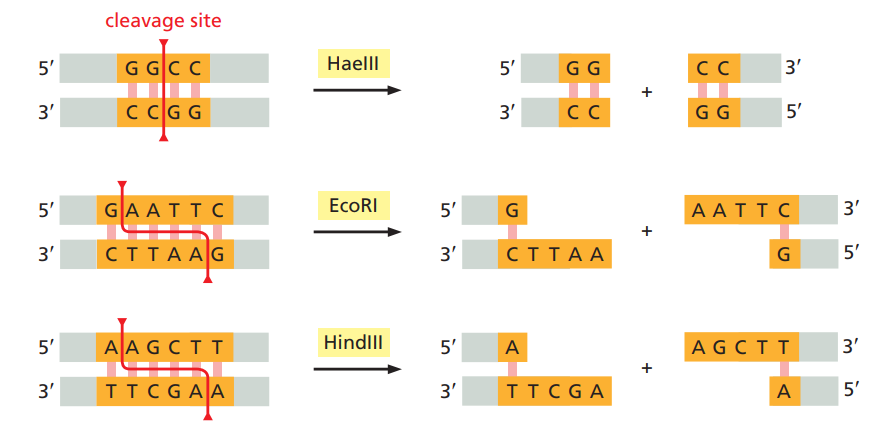 cleavage site
5′ G G C C HaeIII 5′ G G + C C 3′
3′ C C G G 3′ C C G G 5′
5′ G A A T T C EcoRI 5′ G + A A T T C 3′
3′ C T T A A G 3′ C T T A A G 5′
5′ A A G C T T HindIII 5′ A + A G C T T 3′
3′ T T C G A A 3′ T T C G A A 5′